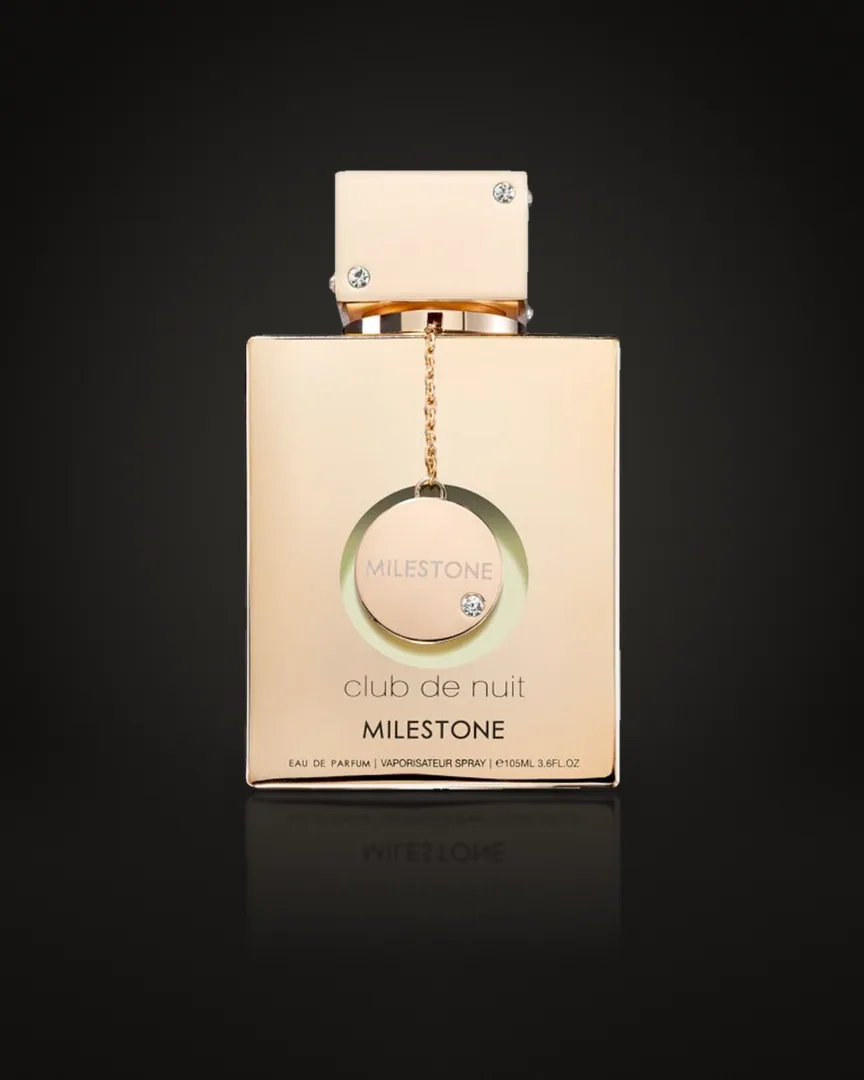 MILESTONE
club de nuit
MILESTONE
EAU DE PARFUM | VAPORISATEUR SPRAY | ℮105ML 3.6FL.OZ